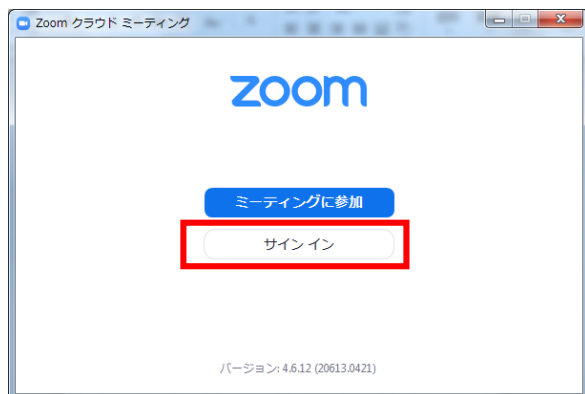 Zoom クラウド ミーティング
zoom
ミーティングに参加
サイン イン
バージョン: 4.6.12 (20613.0421)